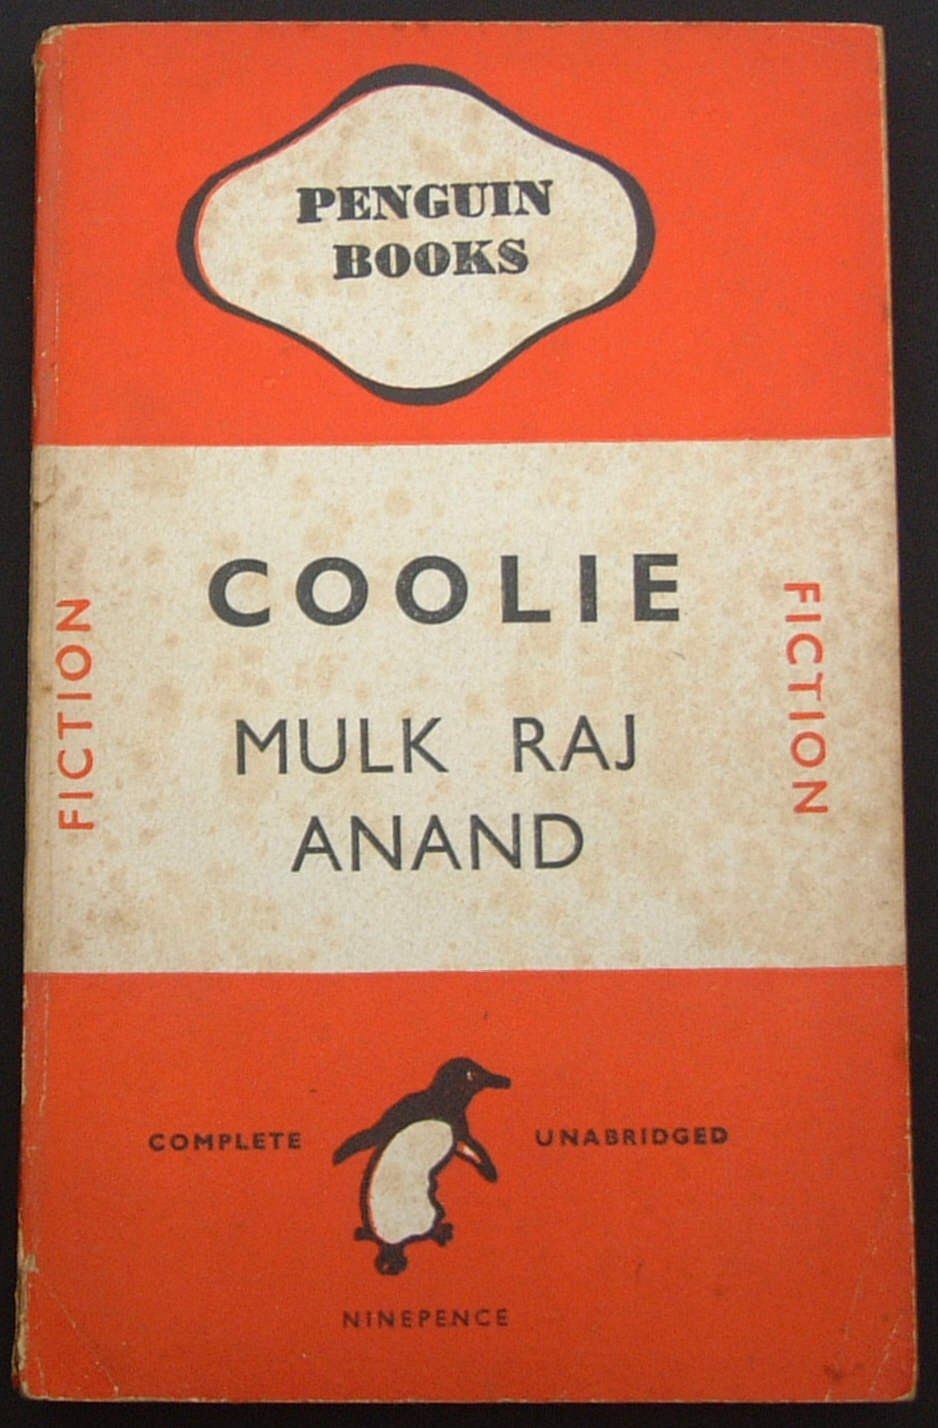 PENGUIN
BOOKS
COOLIE
FICTION
FICTION
MULK RAJ
ANAND
COMPLETE UNABRIDGED
NINEPENCE